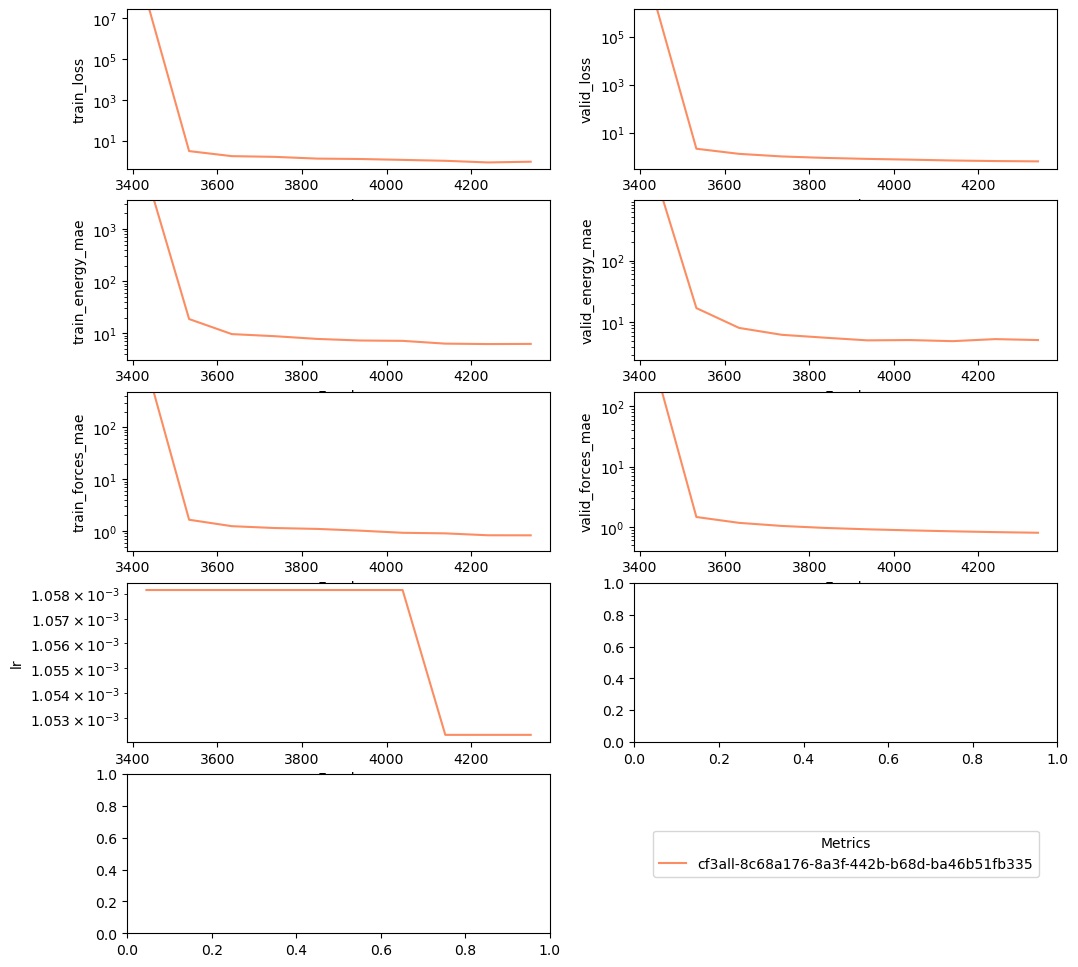 train_loss
10^7
10^5
10^3
10^1
3400 3600 3800 4000 4200
valid_loss
10^5
10^3
10^1
3400 3600 3800 4000 4200
train_energy_mae
10^3
10^2
10^1
3400 3600 3800 4000 4200
valid_energy_mae
10^2
10^1
3400 3600 3800 4000 4200
train_forces_mae
10^2
10^1
10^0
3400 3600 3800 4000 4200
valid_forces_mae
10^2
10^1
10^0
3400 3600 3800 4000 4200
lr
1.058 × 10^−3
1.057 × 10^−3
1.056 × 10^−3
1.055 × 10^−3
1.054 × 10^−3
1.053 × 10^−3
3400 3600 3800 4000 4200
1.0
0.8
0.6
0.4
0.2
0.0
0.0 0.2 0.4 0.6 0.8 1.0
1.0
0.8
0.6
0.4
0.2
0.0
0.0 0.2 0.4 0.6 0.8 1.0
Metrics
cf3all-8c68a176-8a3f-442b-b68d-ba46b51fb335